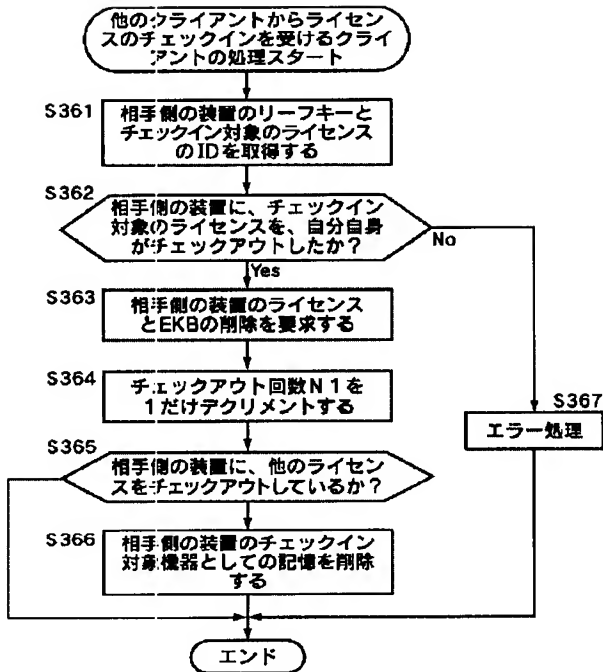 他のクライアントからライセン
スのチェックインを受けるクライ
アントの処理スタート
S361
相手側の装置のリーフキーと
チェックイン対象のライセンス
のIDを取得する
S362
相手側の装置に、チェックイン
対象のライセンスを、自分自身
がチェックアウトしたか?
No
Yes
S363
相手側の装置のライセンス
とEKBの削除を要求する
S364
チェックアウト回数N1を
1だけデクリメントする
S367
エラー処理
S365
相手側の装置に、他のライセン
スをチェックアウトしているか?
S366
相手側の装置のチェックイン
対象機器としての記憶を削除
する
エンド